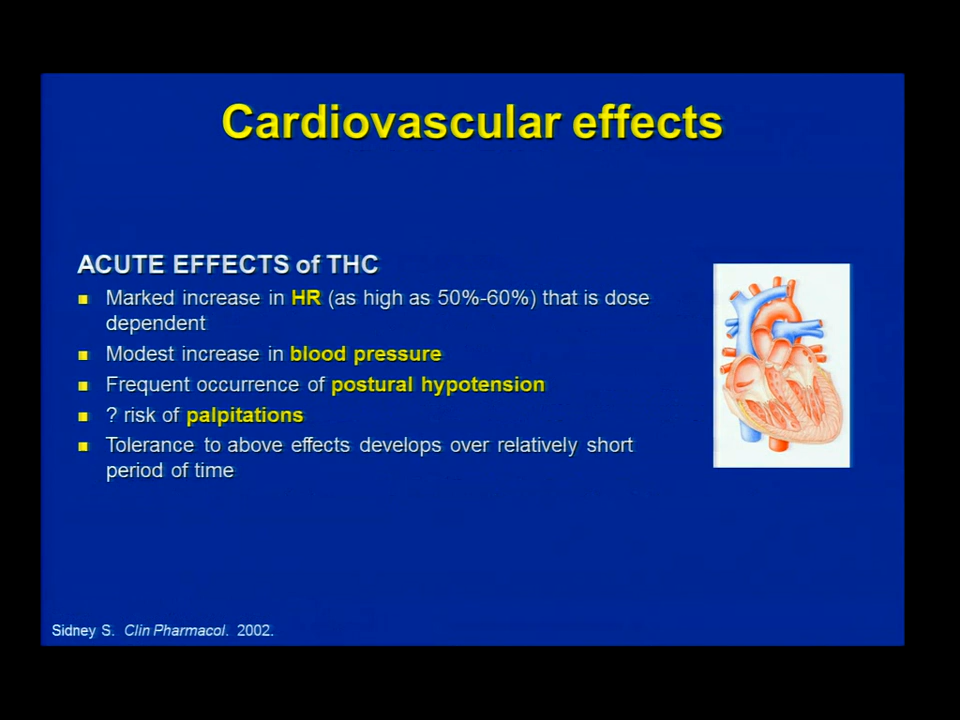 Cardiovascular effects
ACUTE EFFECTS of THC
Marked increase in HR (as high as 50%-60%) that is dose
dependent
Modest increase in blood pressure
Frequent occurrence of postural hypotension
? risk of palpitations
Tolerance to above effects develops over relatively short
period of time
Sidney S. Clin Pharmacol. 2002.